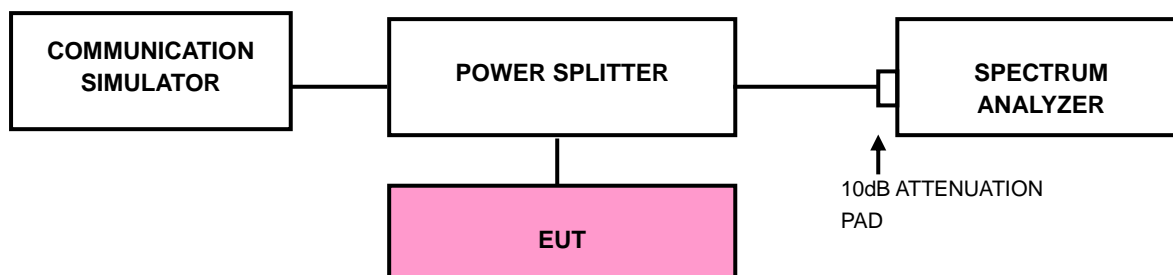 COMMUNICATION
SIMULATOR
POWER SPLITTER
SPECTRUM
ANALYZER
10dB ATTENUATION
PAD
EUT